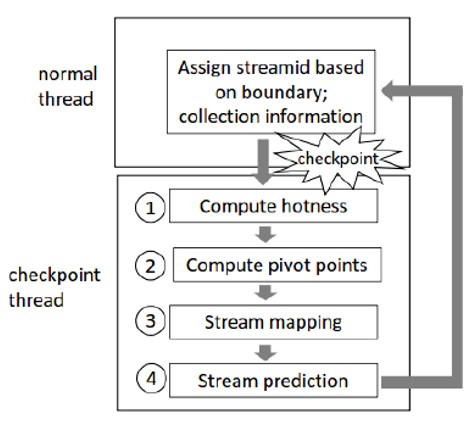 normal
thread
Assign streamid based
on boundary;
collection information
checkpoint
checkpoint
thread
1 Compute hotness
2 Compute pivot points
3 Stream mapping
4 Stream prediction